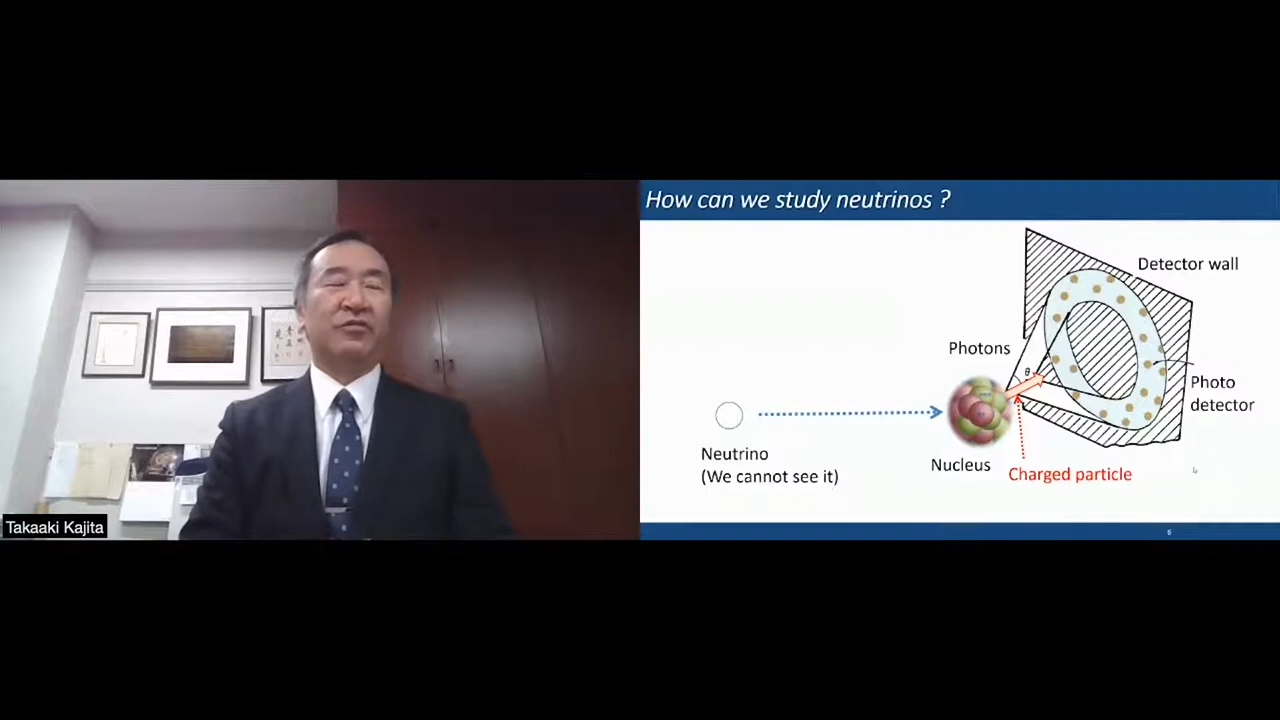 How can we study neutrinos ?
Detector wall
Photons
θ
Photo
detector
Neutrino
(We cannot see it)
Nucleus
Charged particle
Takaaki Kajita
6